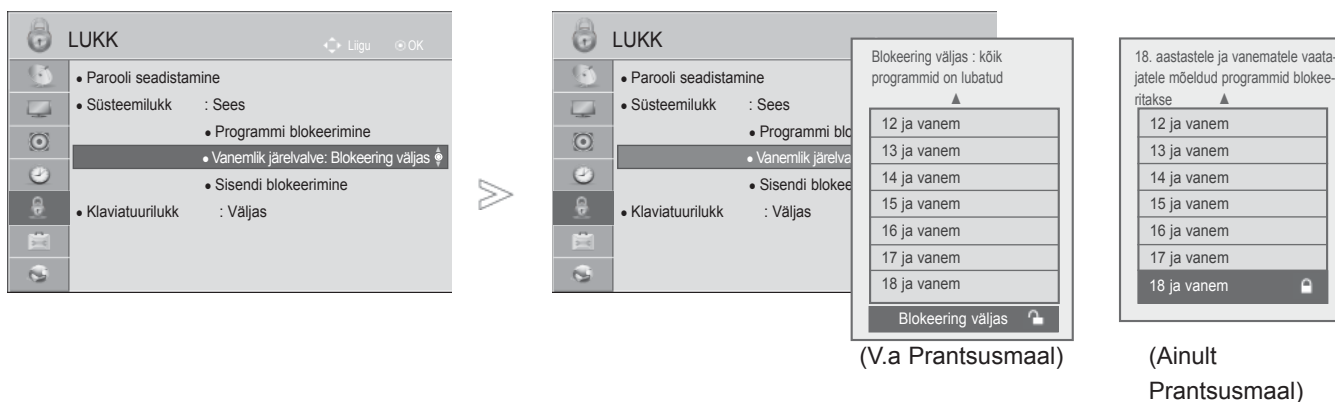 LUKK
Liigu
OK
• Parooli seadistamine
• Süsteemilukk : Sees
• Programmi blokeerimine
• Vanemlik järelvalve: Blokeering väljas
• Sisendi blokeerimine
• Klaviatuurilukk : Väljas
LUKK
• Parooli seadistamine
• Süsteemilukk : Sees
• Programmi blo
• Vanemlik järelva
• Sisendi blokee
• Klaviatuurilukk : Väljas
Blokeering väljas : kõik
programmid on lubatud
12 ja vanem
13 ja vanem
14 ja vanem
15 ja vanem
16 ja vanem
17 ja vanem
18 ja vanem
Blokeering väljas
(V.a Prantsusmaal)
18. aastastele ja vanematele vaata-
jatele mõeldud programmid blokee-
ritakse
12 ja vanem
13 ja vanem
14 ja vanem
15 ja vanem
16 ja vanem
17 ja vanem
18 ja vanem
(Ainult
Prantsusmaal)